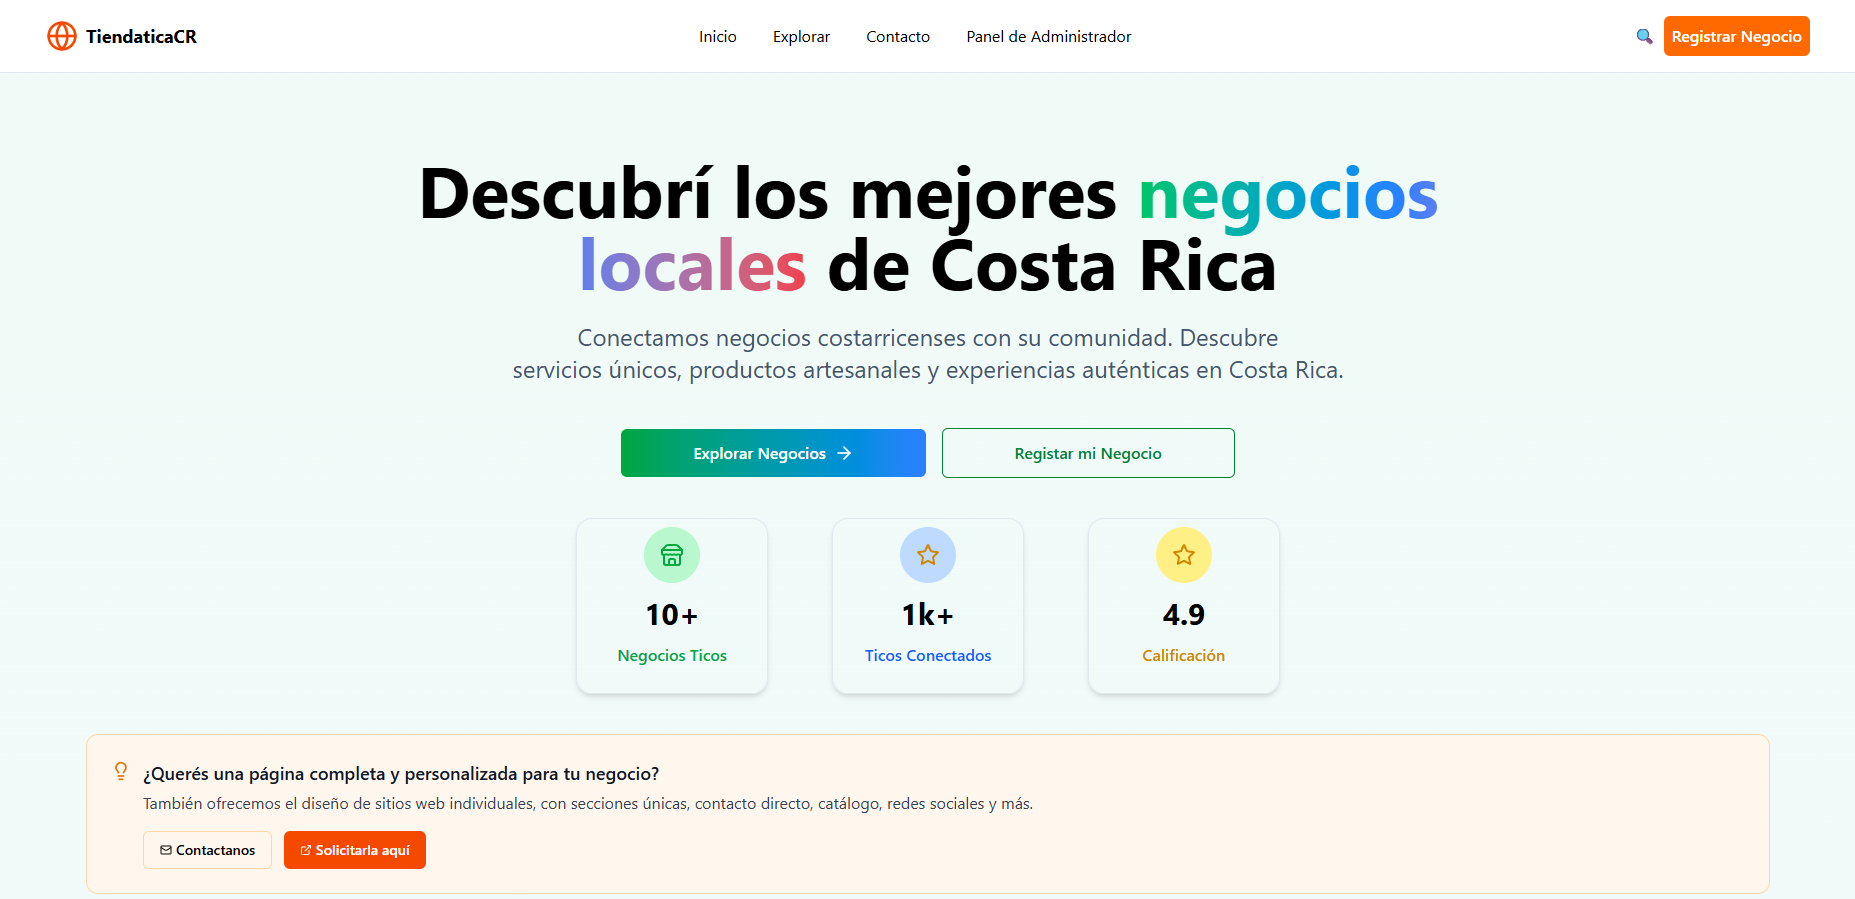 TiendaticaCR
Inicio
Explorar
Contacto
Panel de Administrador
Registrar Negocio
Descubrí los mejores negocios
locales de Costa Rica
Conectamos negocios costarricenses con su comunidad. Descubre
servicios únicos, productos artesanales y experiencias auténticas en Costa Rica.
Explorar Negocios
Registar mi Negocio
10+
Negocios Ticos
1k+
Ticos Conectados
4.9
Calificación
¿Querés una página completa y personalizada para tu negocio?
También ofrecemos el diseño de sitios web individuales, con secciones únicas, contacto directo, catálogo, redes sociales y más.
Contactanos
Solicitarla aquí